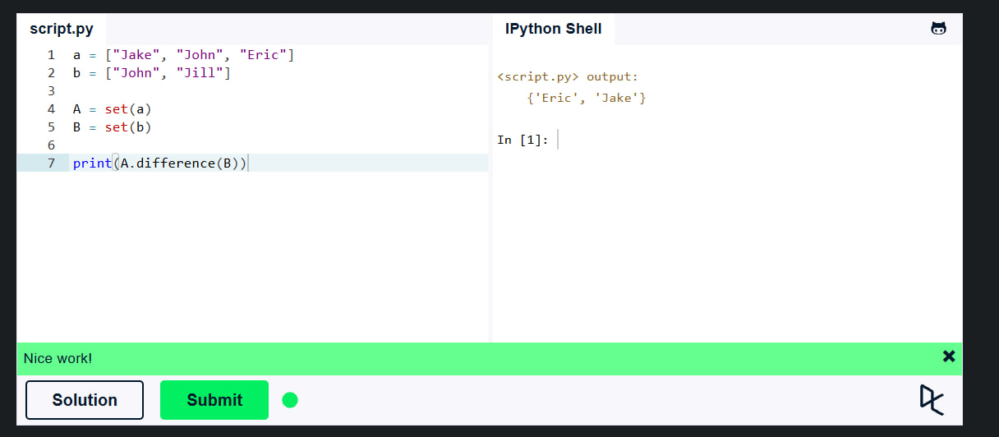 script.py
1 a = ["Jake", "John", "Eric"]
2 b = ["John", "Jill"]
3
4 A = set(a)
5 B = set(b)
6
7 print(A.difference(B))
IPython Shell
<script.py> output:
{'Eric', 'Jake'}
In [1]:
Nice work!
Solution
Submit